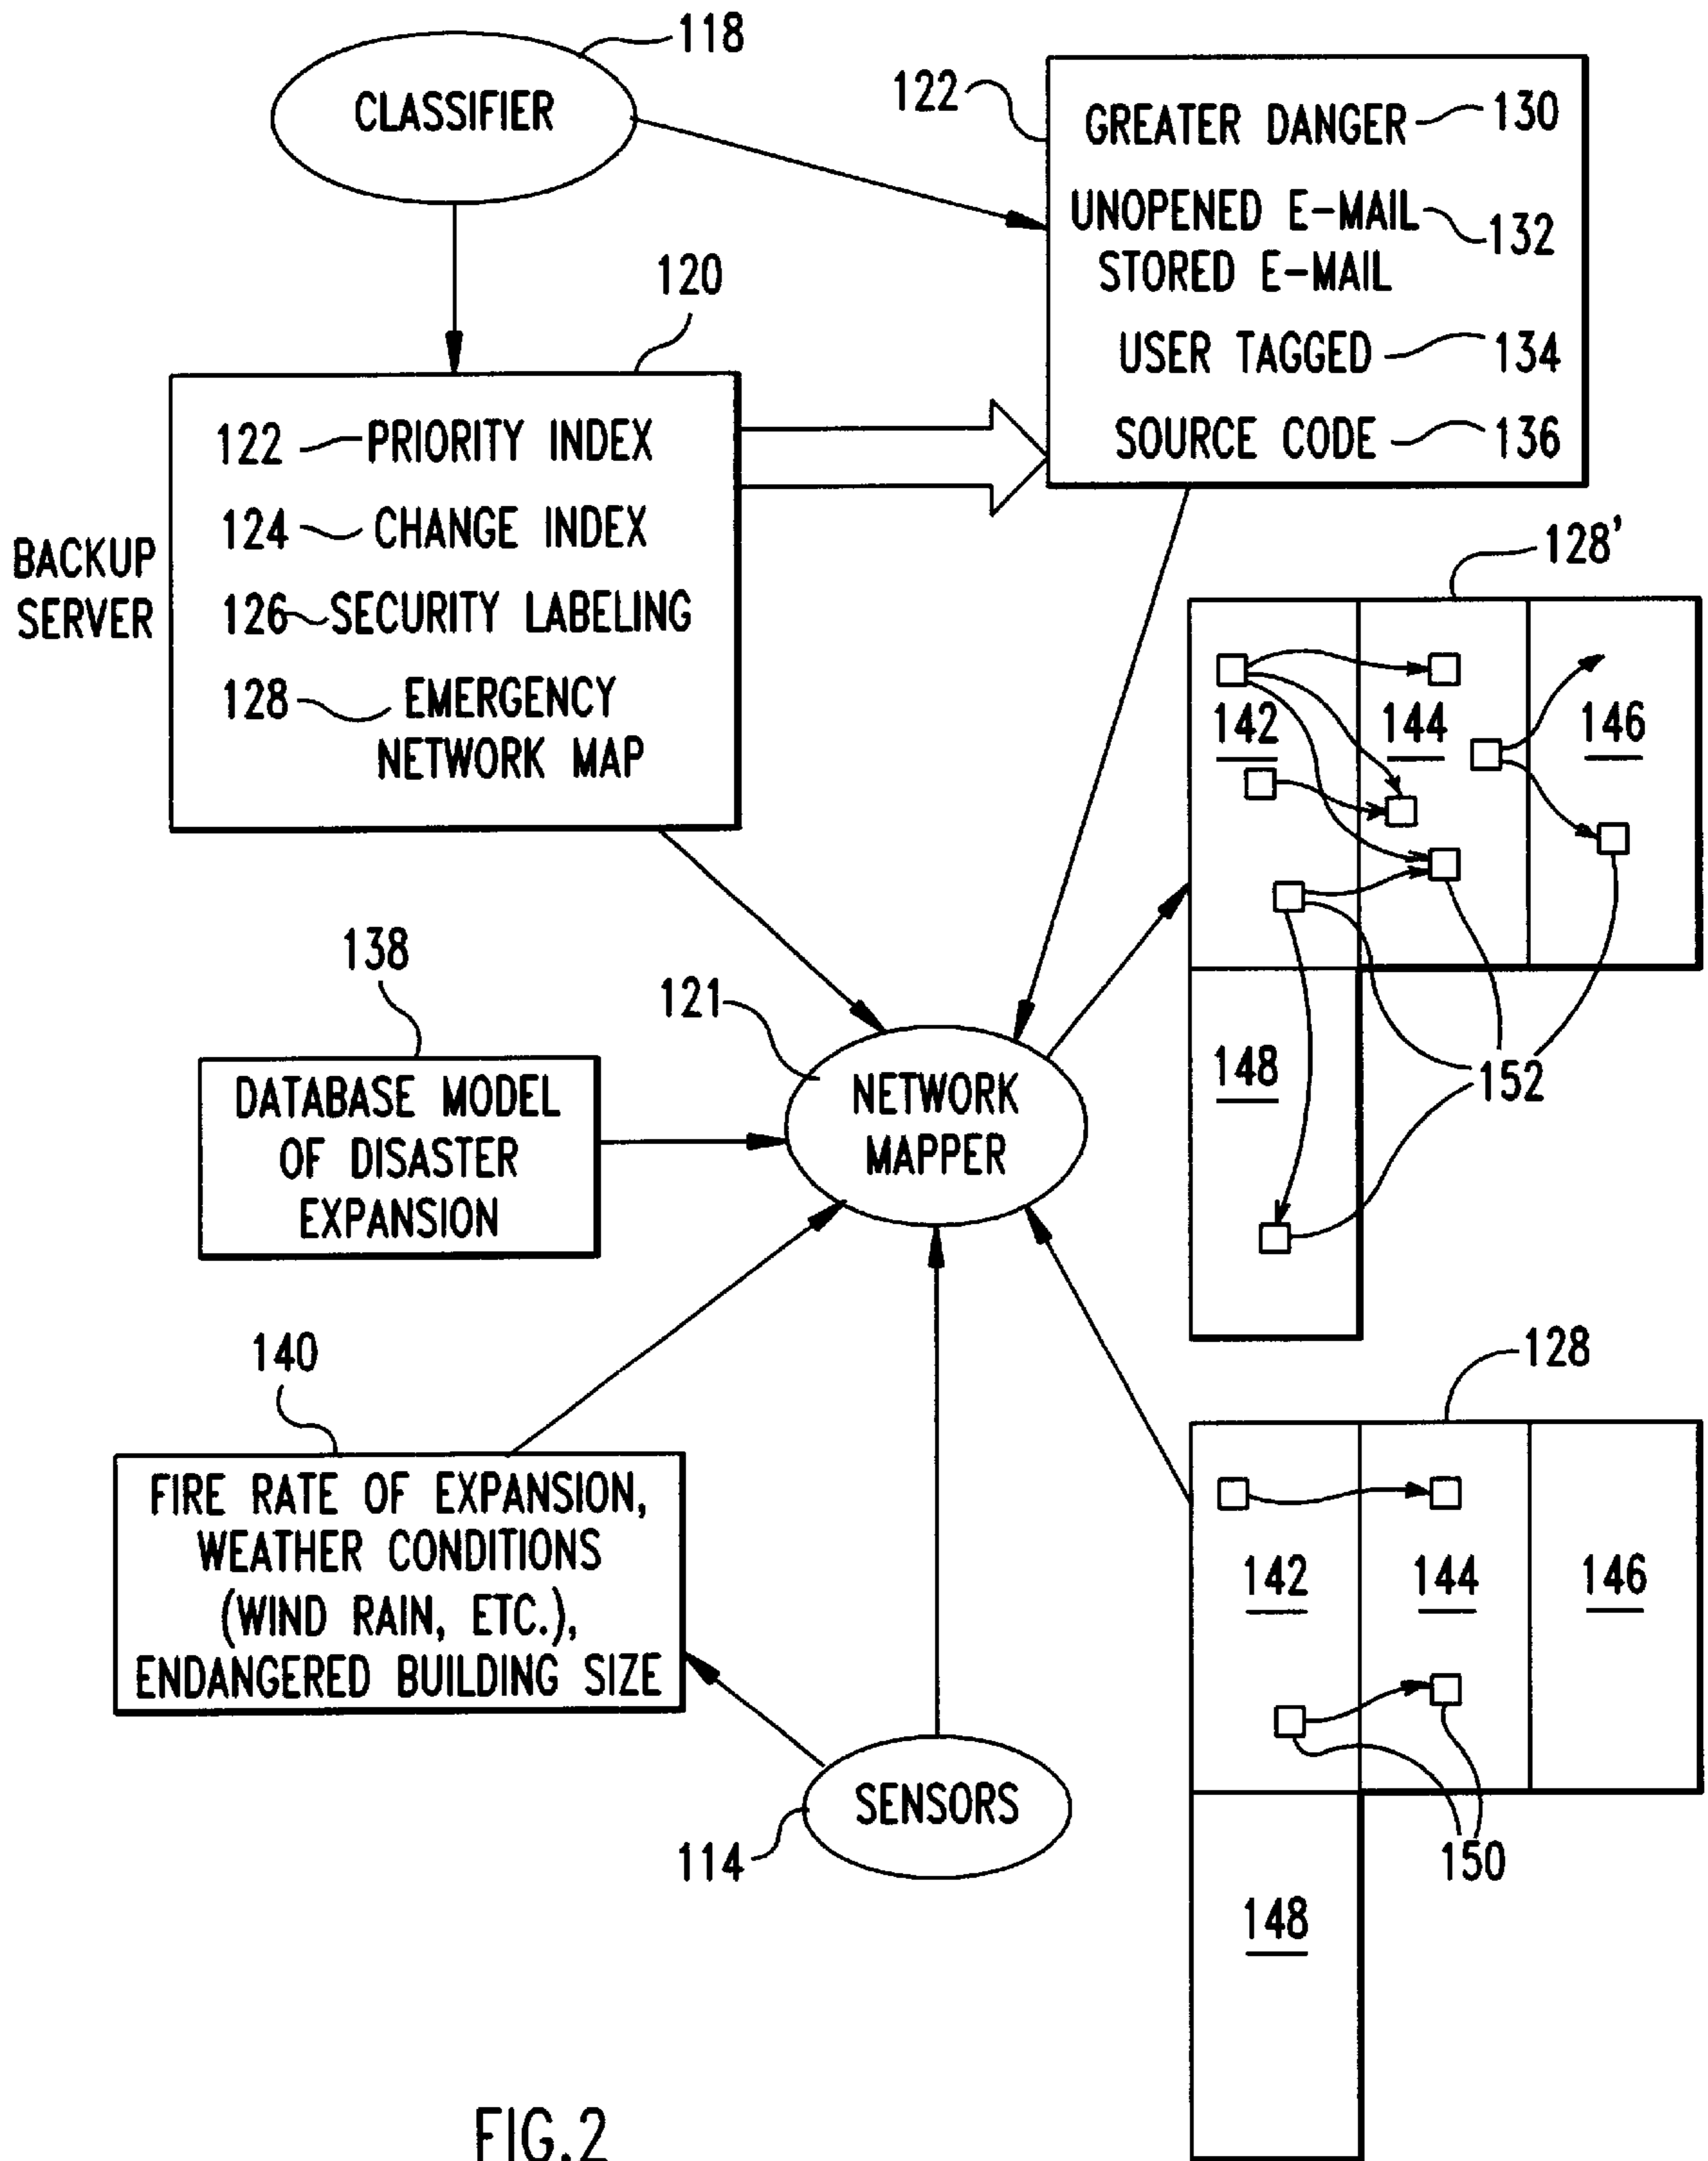 118
CLASSIFIER
122
GREATER DANGER 130
UNOPENED E-MAIL 132
STORED E-MAIL
USER TAGGED 134
SOURCE CODE 136
120
BACKUP
SERVER
122 PRIORITY INDEX
124 CHANGE INDEX
126 SECURITY LABELING
128 EMERGENCY
NETWORK MAP
128'
142 144 146
148
152
138
DATABASE MODEL
OF DISASTER
EXPANSION
121
NETWORK
MAPPER
140
FIRE RATE OF EXPANSION,
WEATHER CONDITIONS
(WIND RAIN, ETC.),
ENDANGERED BUILDING SIZE
114
SENSORS
128
142 144 146
150
148
FIG.2